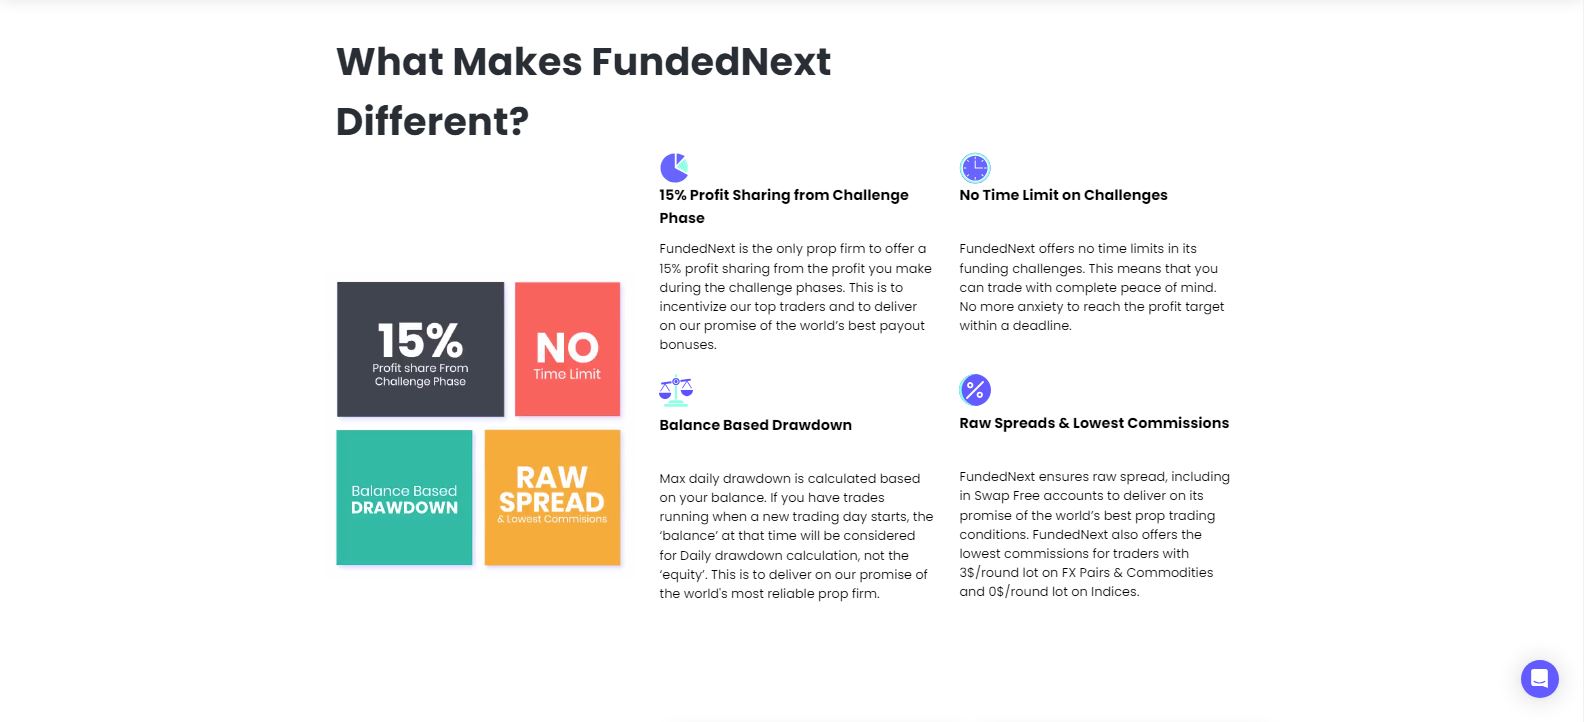 What Makes FundedNext
Different?
15%
Profit share From
Challenge Phase
NO
Time Limit
Balance Based
DRAWDOWN
RAW
SPREAD
& Lowest Commisions
15% Profit Sharing from Challenge
Phase
FundedNext is the only prop firm to offer a
15% profit sharing from the profit you make
during the challenge phases. This is to
incentivize our top traders and to deliver
on our promise of the world’s best payout
bonuses.
No Time Limit on Challenges
FundedNext offers no time limits in its
funding challenges. This means that you
can trade with complete peace of mind.
No more anxiety to reach the profit target
within a deadline.
Balance Based Drawdown
Max daily drawdown is calculated based
on your balance. If you have trades
running when a new trading day starts, the
‘balance’ at that time will be considered
for Daily drawdown calculation, not the
‘equity’. This is to deliver on our promise of
the world's most reliable prop firm.
Raw Spreads & Lowest Commissions
FundedNext ensures raw spread, including
in Swap Free accounts to deliver on its
promise of the world’s best prop trading
conditions. FundedNext also offers the
lowest commissions for traders with
3$/round lot on FX Pairs & Commodities
and 0$/round lot on Indices.